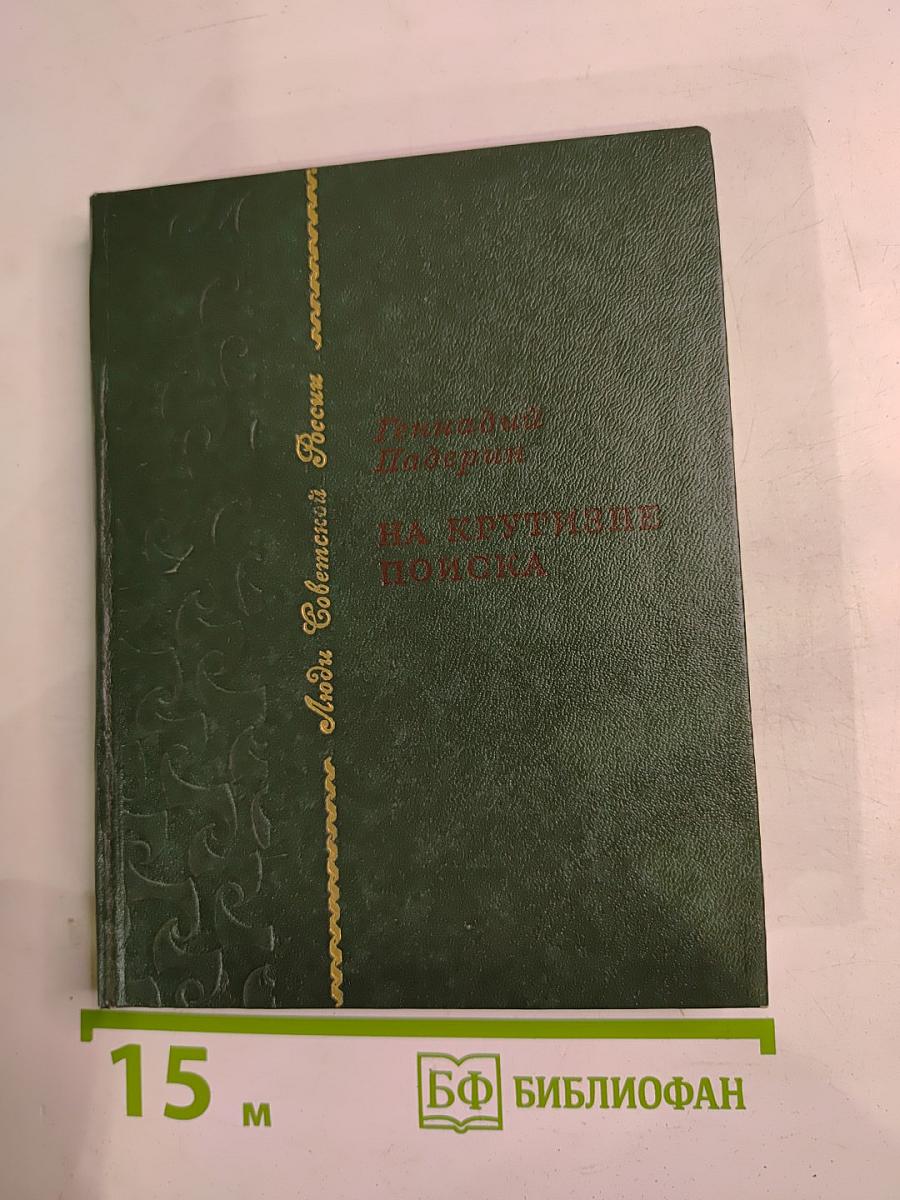 Люди Советской России
Геннадий
Падерин
НА КРУТИЗНЕ
ПОИСКА
15 м
БФ БИБЛИОФАН